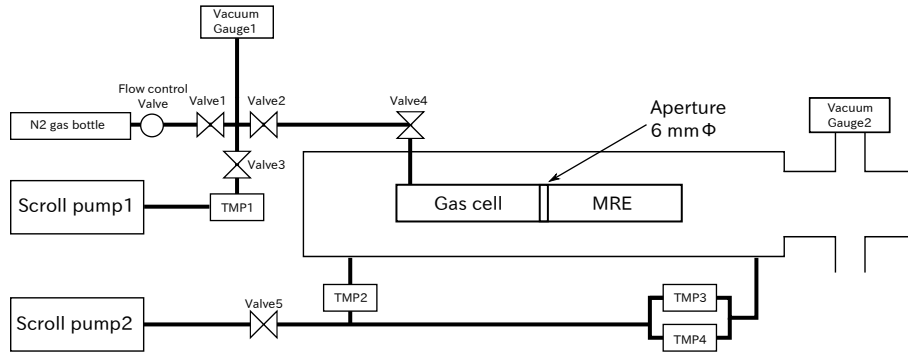 Vacuum
Gauge1
Flow control
Valve
Valve1
Valve2
Valve4
Aperture
6 mmΦ
Vacuum
Gauge2
N2 gas bottle
Valve3
Scroll pump1
TMP1
Gas cell
MRE
Scroll pump2
Valve5
TMP2
TMP3
TMP4